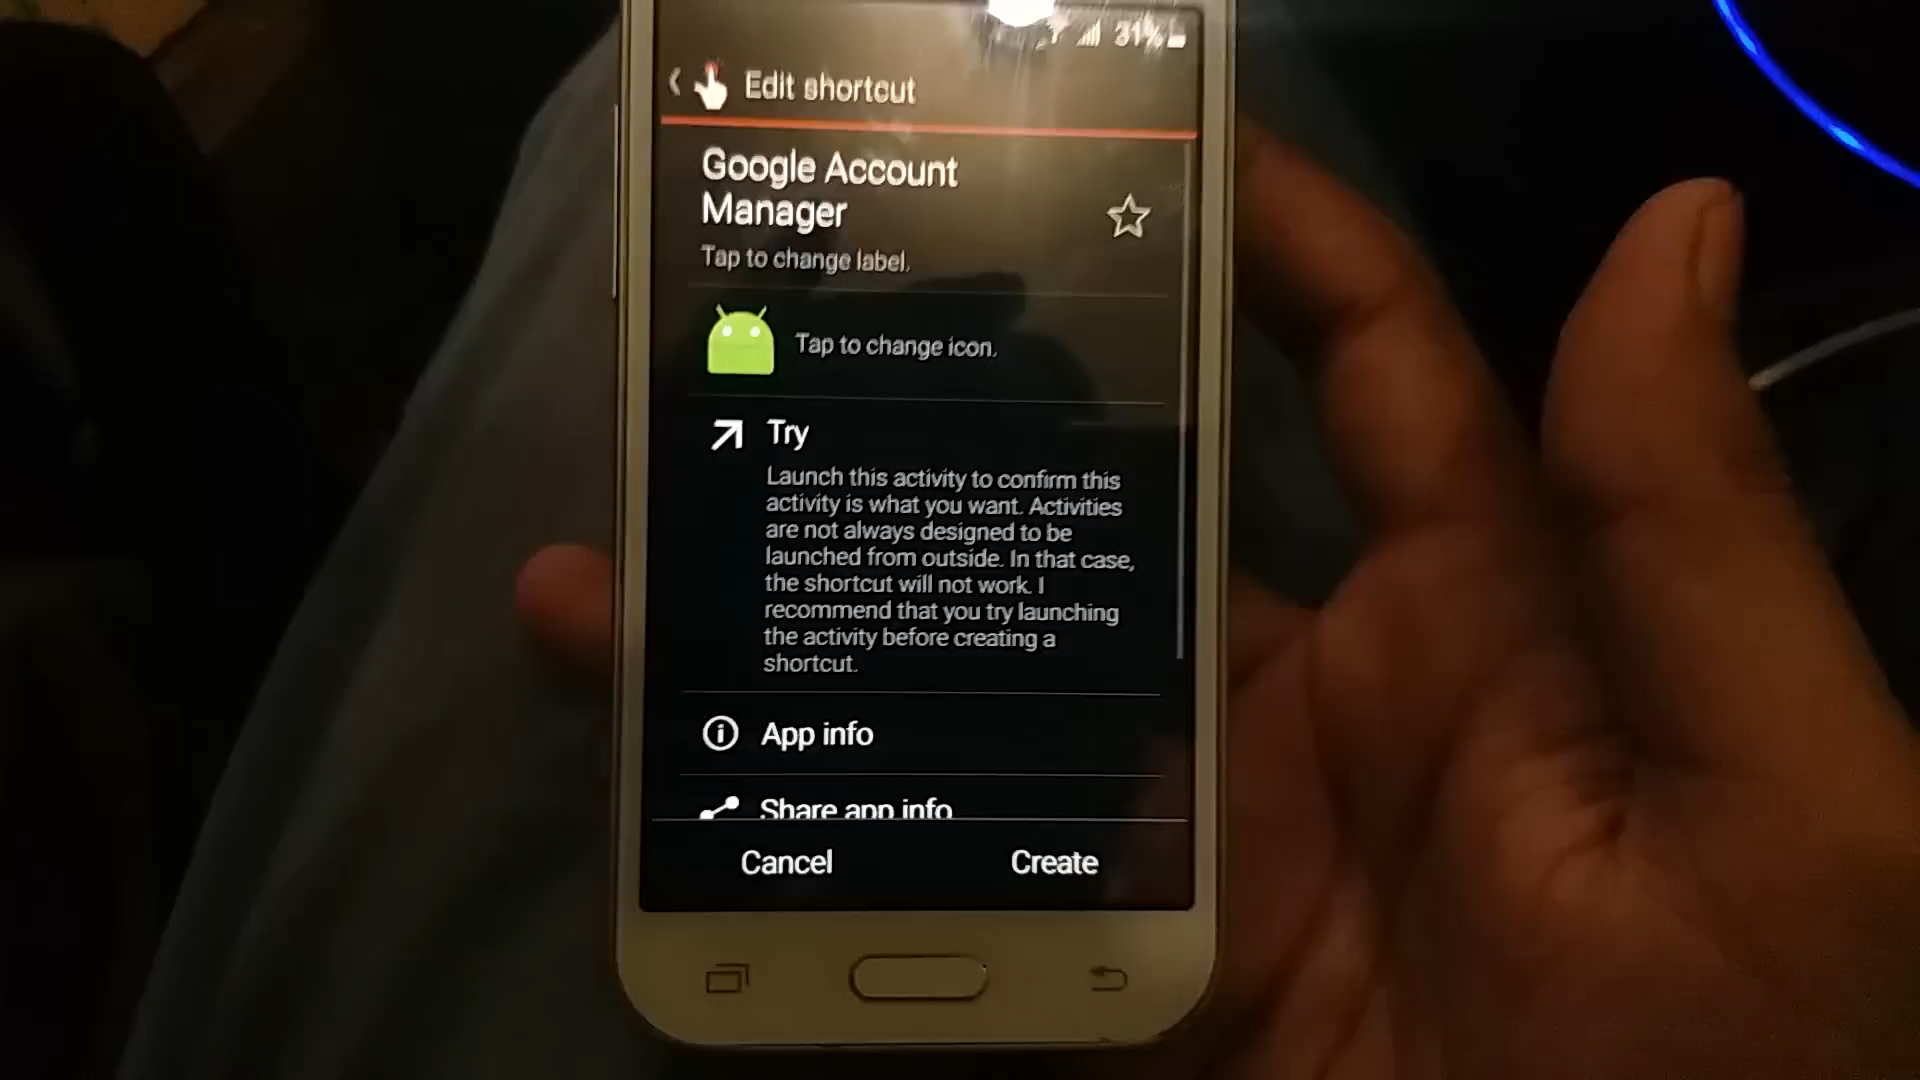 31%
Edit shortcut
Google Account
Manager
Tap to change label.
Tap to change icon.
Try
Launch this activity to confirm this
activity is what you want. Activities
are not always designed to be
launched from outside. In that case,
the shortcut will not work. I
recommend that you try launching
the activity before creating a
shortcut.
App info
Share app info
Cancel
Create